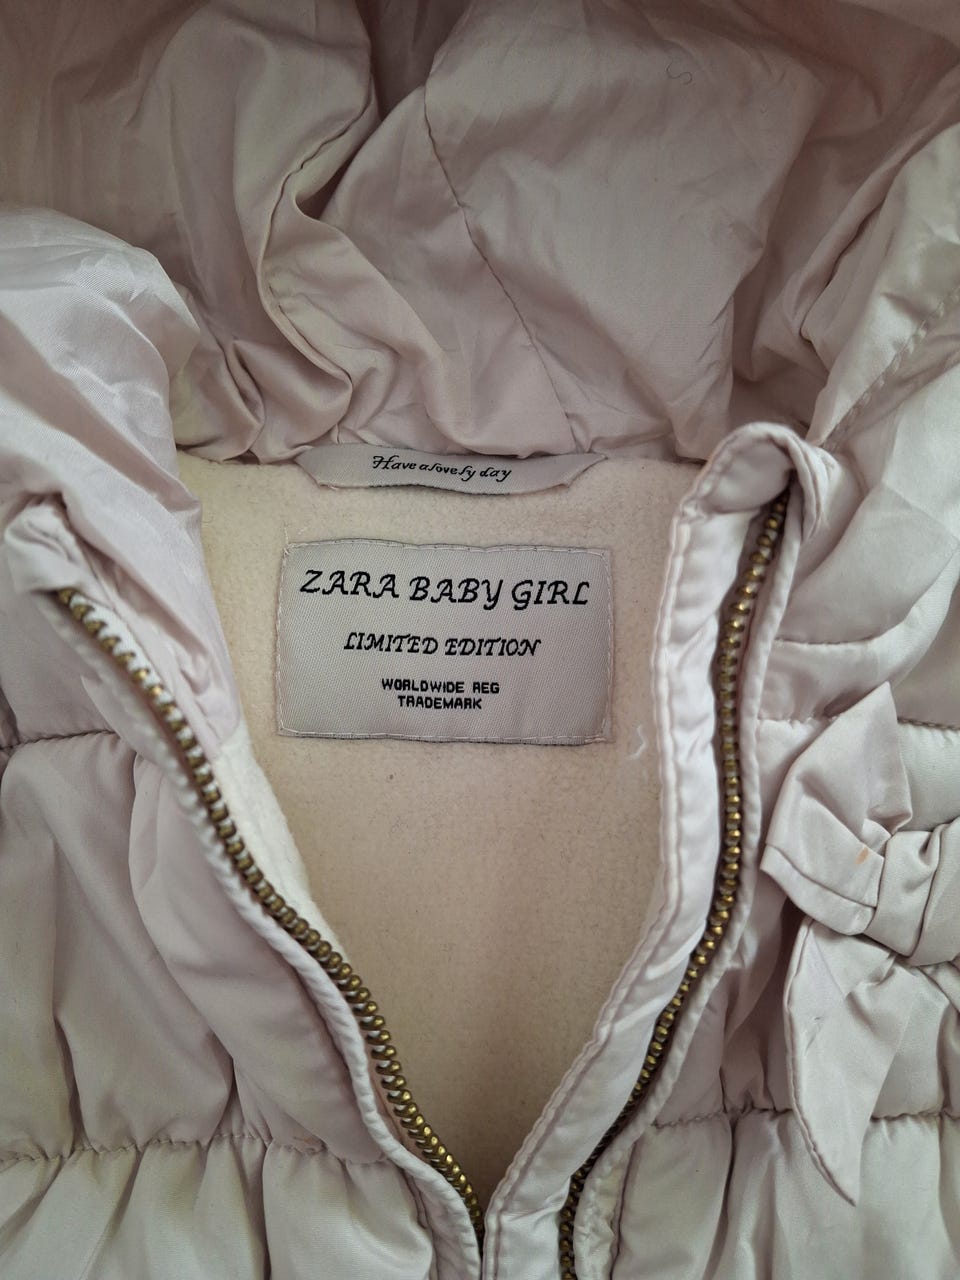 Have a lovely day
ZARA BABY GIRL
LIMITED EDITION
WORLDWIDE REG
TRADEMARK